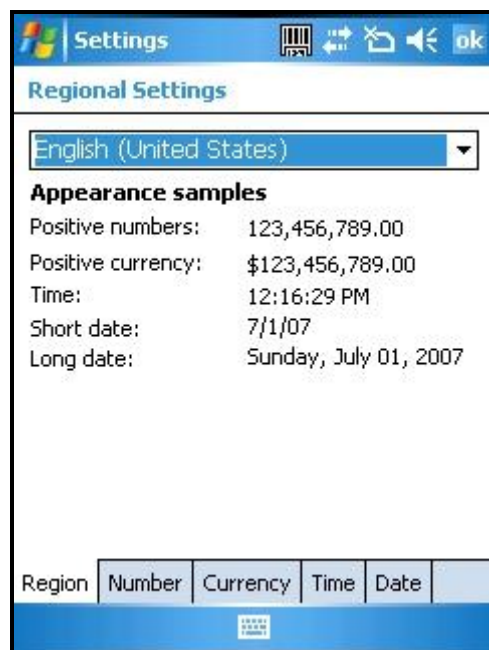 Settings ok
Regional Settings
English (United States)
Appearance samples
Positive numbers: 123,456,789.00
Positive currency: $123,456,789.00
Time: 12:16:29 PM
Short date: 7/1/07
Long date: Sunday, July 01, 2007
Region Number Currency Time Date